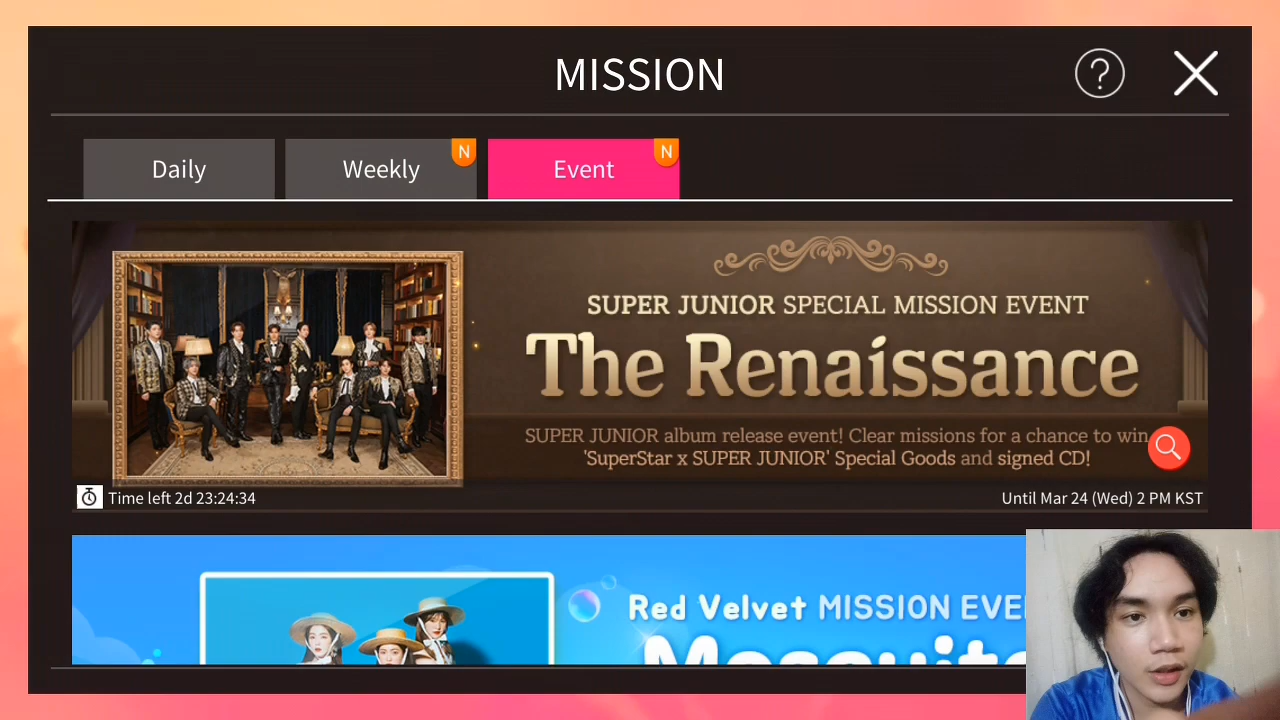 MISSION
?
Daily
Weekly
N
Event
N
SUPER JUNIOR SPECIAL MISSION EVENT
The Renaissance
SUPER JUNIOR album release event! Clear missions for a chance to win
'SuperStar x SUPER JUNIOR' Special Goods and signed CD!
Time left 2d 23:24:34
Until Mar 24 (Wed) 2 PM KST
Red Velvet MISSION